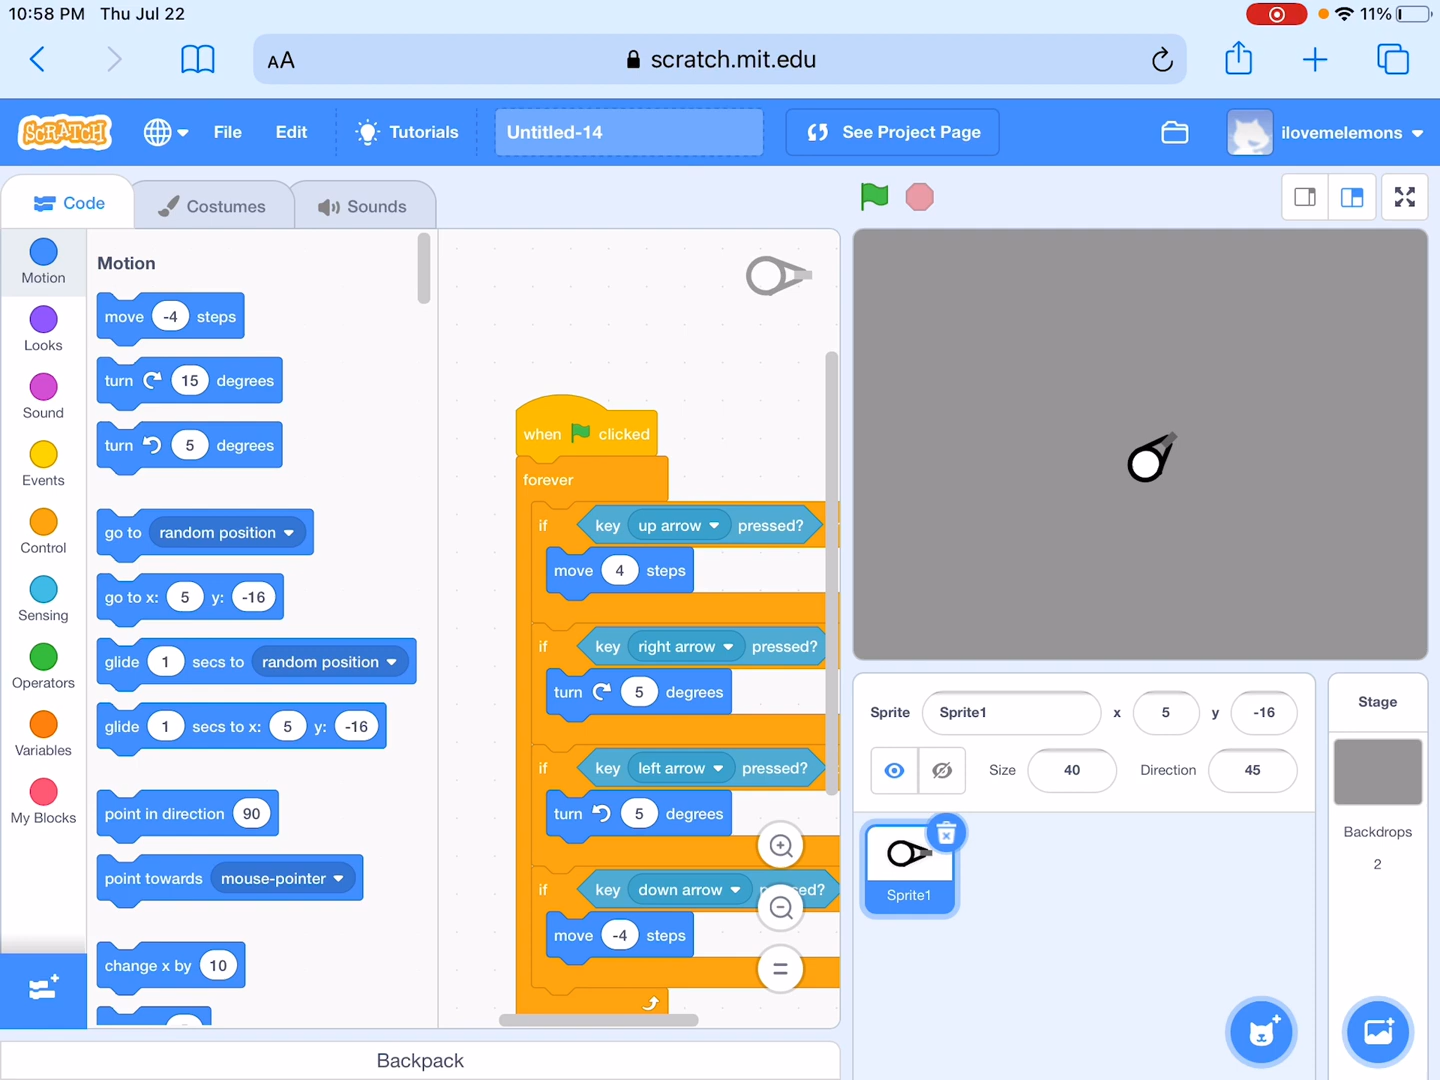 10:58 PM Thu Jul 22 11%
AA scratch.mit.edu
SCRATCH File Edit Tutorials Untitled-14 See Project Page ilovemelemons
Code Costumes Sounds
Motion
Looks
Sound
Events
Control
Sensing
Operators
Variables
My Blocks
Motion
move -4 steps
turn 15 degrees
turn 5 degrees
go to random position
go to x: 5 y: -16
glide 1 secs to random position
glide 1 secs to x: 5 y: -16
point in direction 90
point towards mouse-pointer
change x by 10
when clicked
forever
if key up arrow pressed?
move 4 steps
if key right arrow pressed?
turn 5 degrees
if key left arrow pressed?
turn 5 degrees
if key down arrow pressed?
move -4 steps
Backpack
Sprite Sprite1 x 5 y -16
Size 40 Direction 45
Sprite1
Stage
Backdrops
2